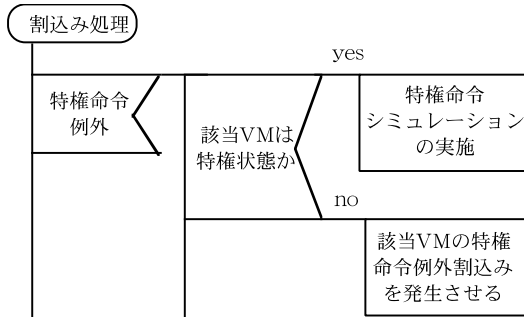 割込み処理
yes
特権命令
例外
該当VMは
特権状態か
特権命令
シミュレーション
の実施
no
該当VMの特権
命令例外割込み
を発生させる